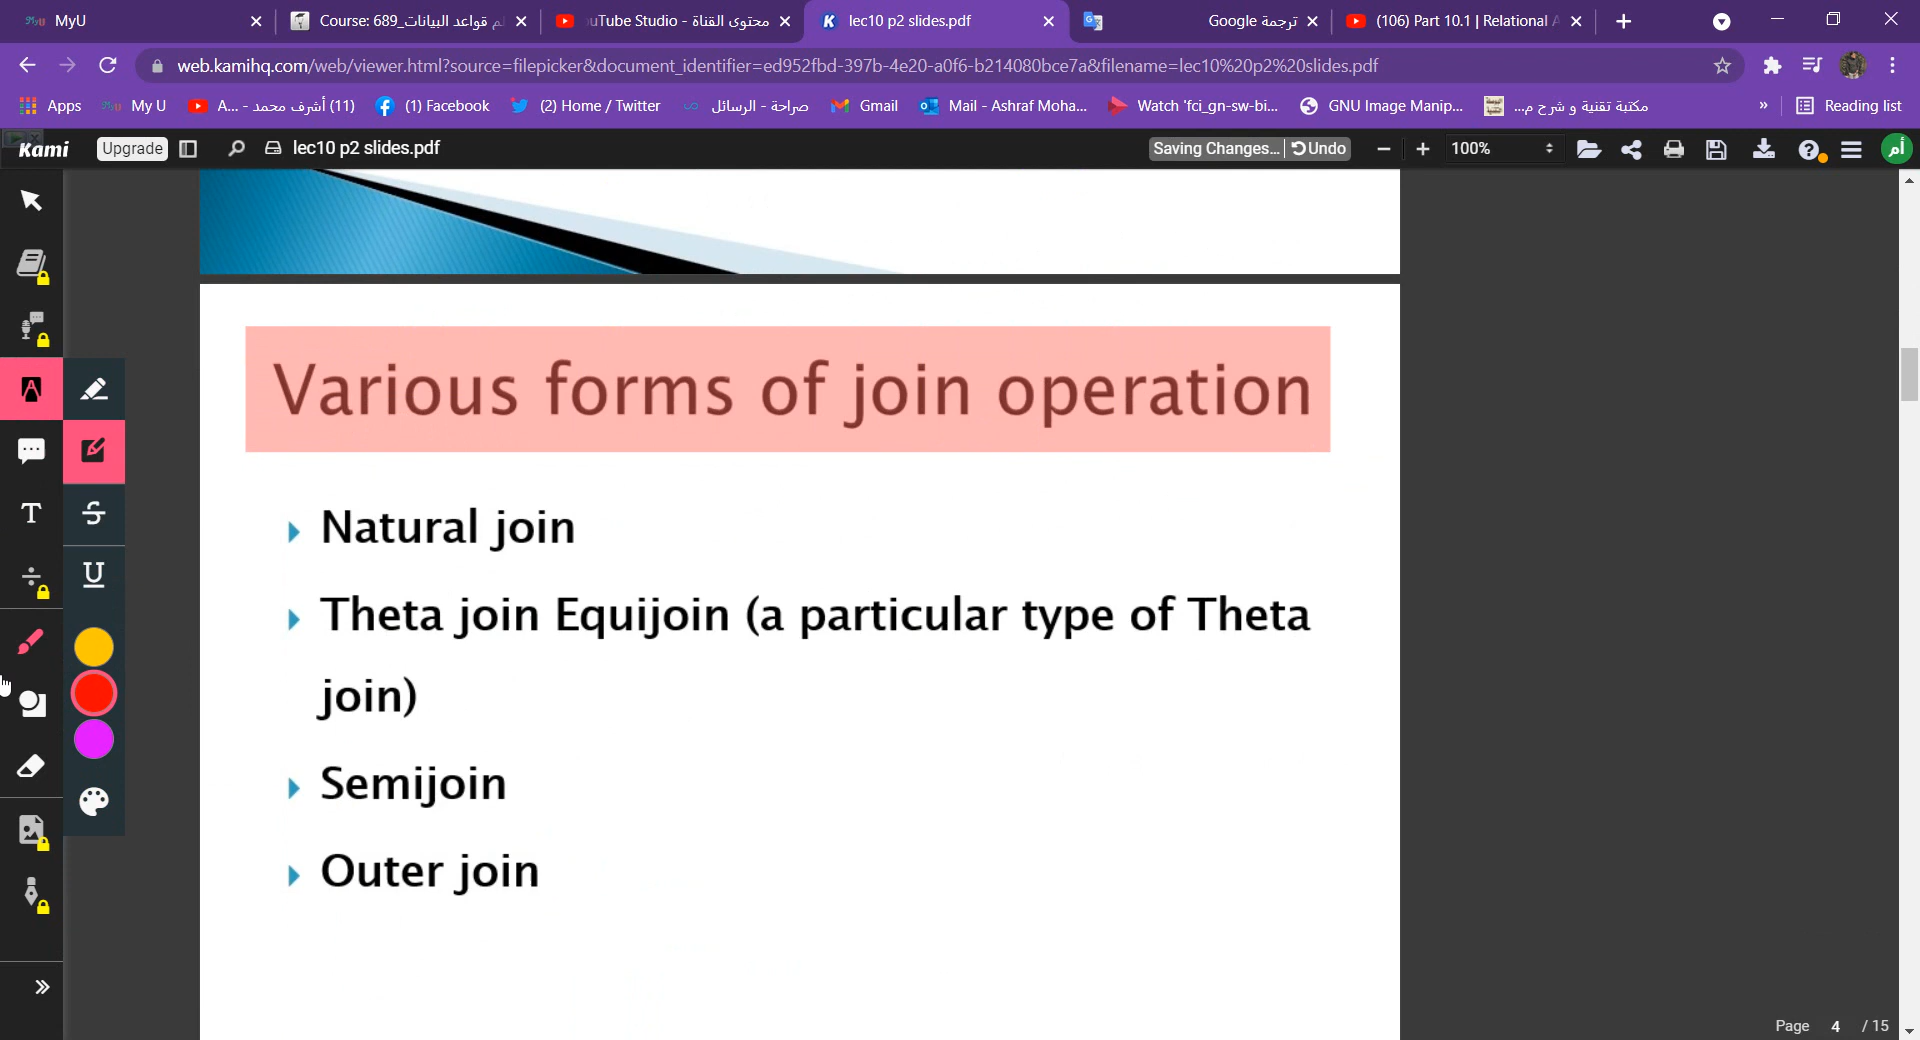 MyU
Course: 689_لم قواعد البيانات
uTube Studio - محتوى القناة
lec10 p2 slides.pdf
ترجمة Google
(106) Part 10.1 | Relational A
web.kamihq.com/web/viewer.html?source=filepicker&document_identifier=ed952fbd-397b-4e20-a0f6-b214080bce7a&filename=lec10%20p2%20slides.pdf
Apps
My U
(11) أشرف محمد - A...
(1) Facebook
(2) Home / Twitter
صراحة - الرسائل
Gmail
Mail - Ashraf Moha...
Watch 'fci_gn-sw-bi...
GNU Image Manip...
مكتبة تقنية و شرح م...
»
Reading list
Kami
Upgrade
lec10 p2 slides.pdf
Saving Changes... Undo
100%
أم
Various forms of join operation
Natural join
Theta join Equijoin (a particular type of Theta
join)
Semijoin
Outer join
Page 4 / 15